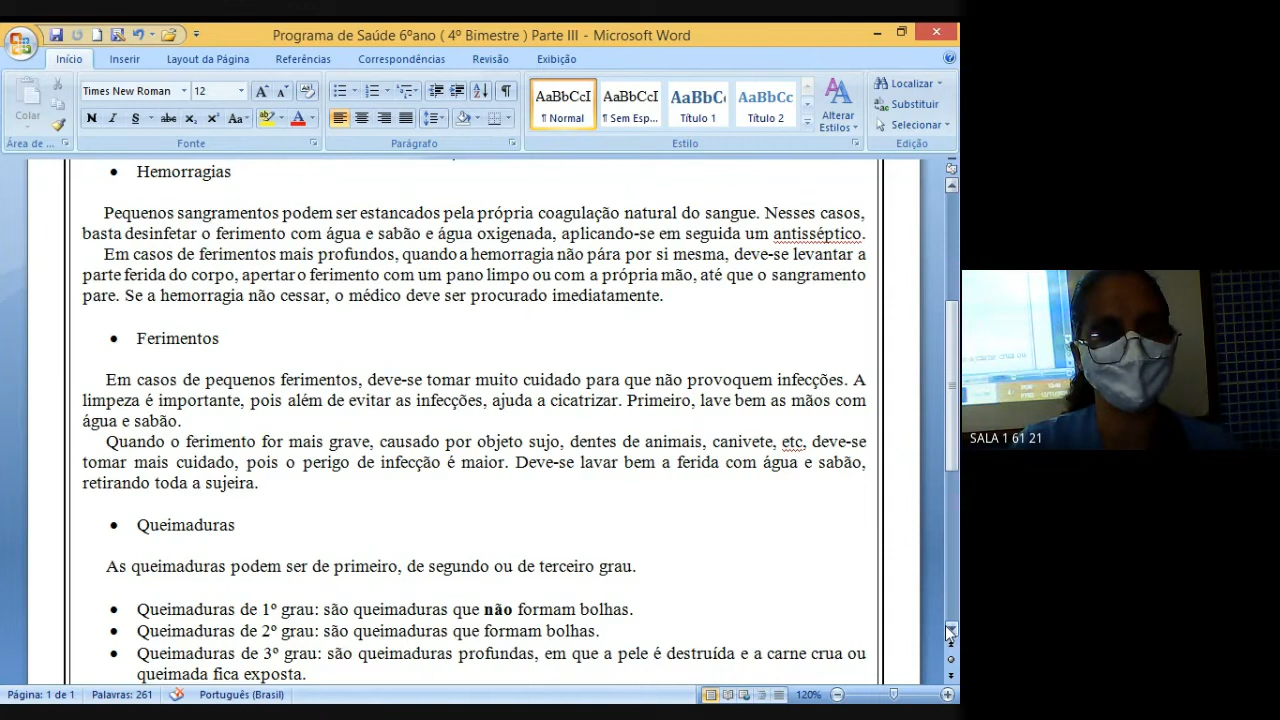 Programa de Saúde 6ºano ( 4º Bimestre ) Parte III - Microsoft Word
Início Inserir Layout da Página Referências Correspondências Revisão Exibição
Times New Roman 12
AaBbCcI AaBbCcI AaBbC AaBbCc
Localizar
Substituir
Selecionar
Colar
N I S abc x₂ x² Aa A
¶ Normal ¶ Sem Esp... Título 1 Título 2
Alterar Estilos
Área de ... Fonte Parágrafo Estilo Edição
• Hemorragias
Pequenos sangramentos podem ser estancados pela própria coagulação natural do sangue. Nesses casos,
basta desinfetar o ferimento com água e sabão e água oxigenada, aplicando-se em seguida um antisséptico.
Em casos de ferimentos mais profundos, quando a hemorragia não pára por si mesma, deve-se levantar a
parte ferida do corpo, apertar o ferimento com um pano limpo ou com a própria mão, até que o sangramento
pare. Se a hemorragia não cessar, o médico deve ser procurado imediatamente.
• Ferimentos
Em casos de pequenos ferimentos, deve-se tomar muito cuidado para que não provoquem infecções. A
limpeza é importante, pois além de evitar as infecções, ajuda a cicatrizar. Primeiro, lave bem as mãos com
água e sabão.
Quando o ferimento for mais grave, causado por objeto sujo, dentes de animais, canivete, etc, deve-se
tomar mais cuidado, pois o perigo de infecção é maior. Deve-se lavar bem a ferida com água e sabão,
retirando toda a sujeira.
• Queimaduras
As queimaduras podem ser de primeiro, de segundo ou de terceiro grau.
• Queimaduras de 1º grau: são queimaduras que não formam bolhas.
• Queimaduras de 2º grau: são queimaduras que formam bolhas.
• Queimaduras de 3º grau: são queimaduras profundas, em que a pele é destruída e a carne crua ou
queimada fica exposta.
Página: 1 de 1 Palavras: 261 Português (Brasil) 120%
SALA 1 61 21